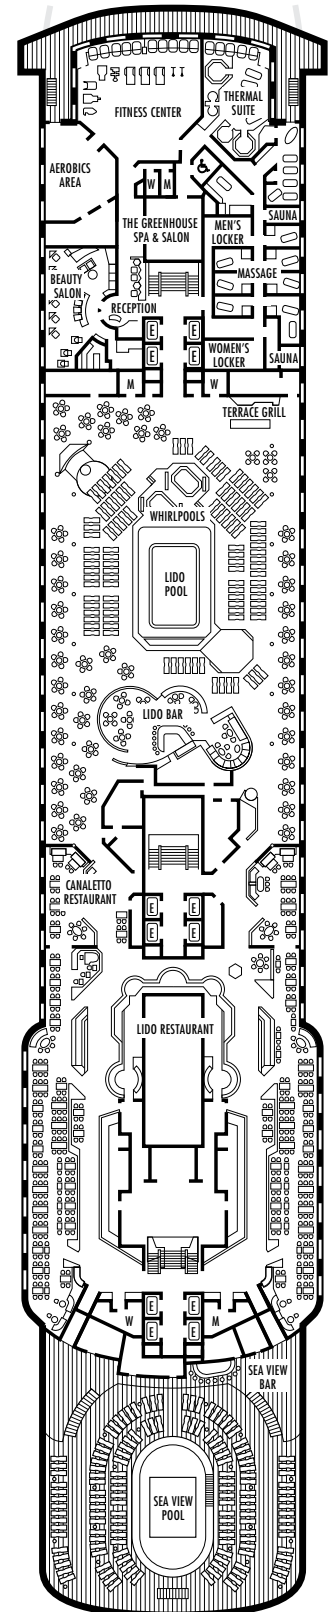 FITNESS CENTER
THERMAL
SUITE
AEROBICS
AREA
W
M
SAUNA
THE GREENHOUSE
SPA & SALON
MEN'S
LOCKER
MASSAGE
BEAUTY
SALON
RECEPTION
E
E
E
E
WOMEN'S
LOCKER
SAUNA
M
W
TERRACE GRILL
WHIRLPOOLS
LIDO
POOL
LIDO BAR
CANALETTO
RESTAURANT
E
E
E
E
LIDO RESTAURANT
W
E
E
E
E
M
SEA VIEW
BAR
SEA VIEW
POOL